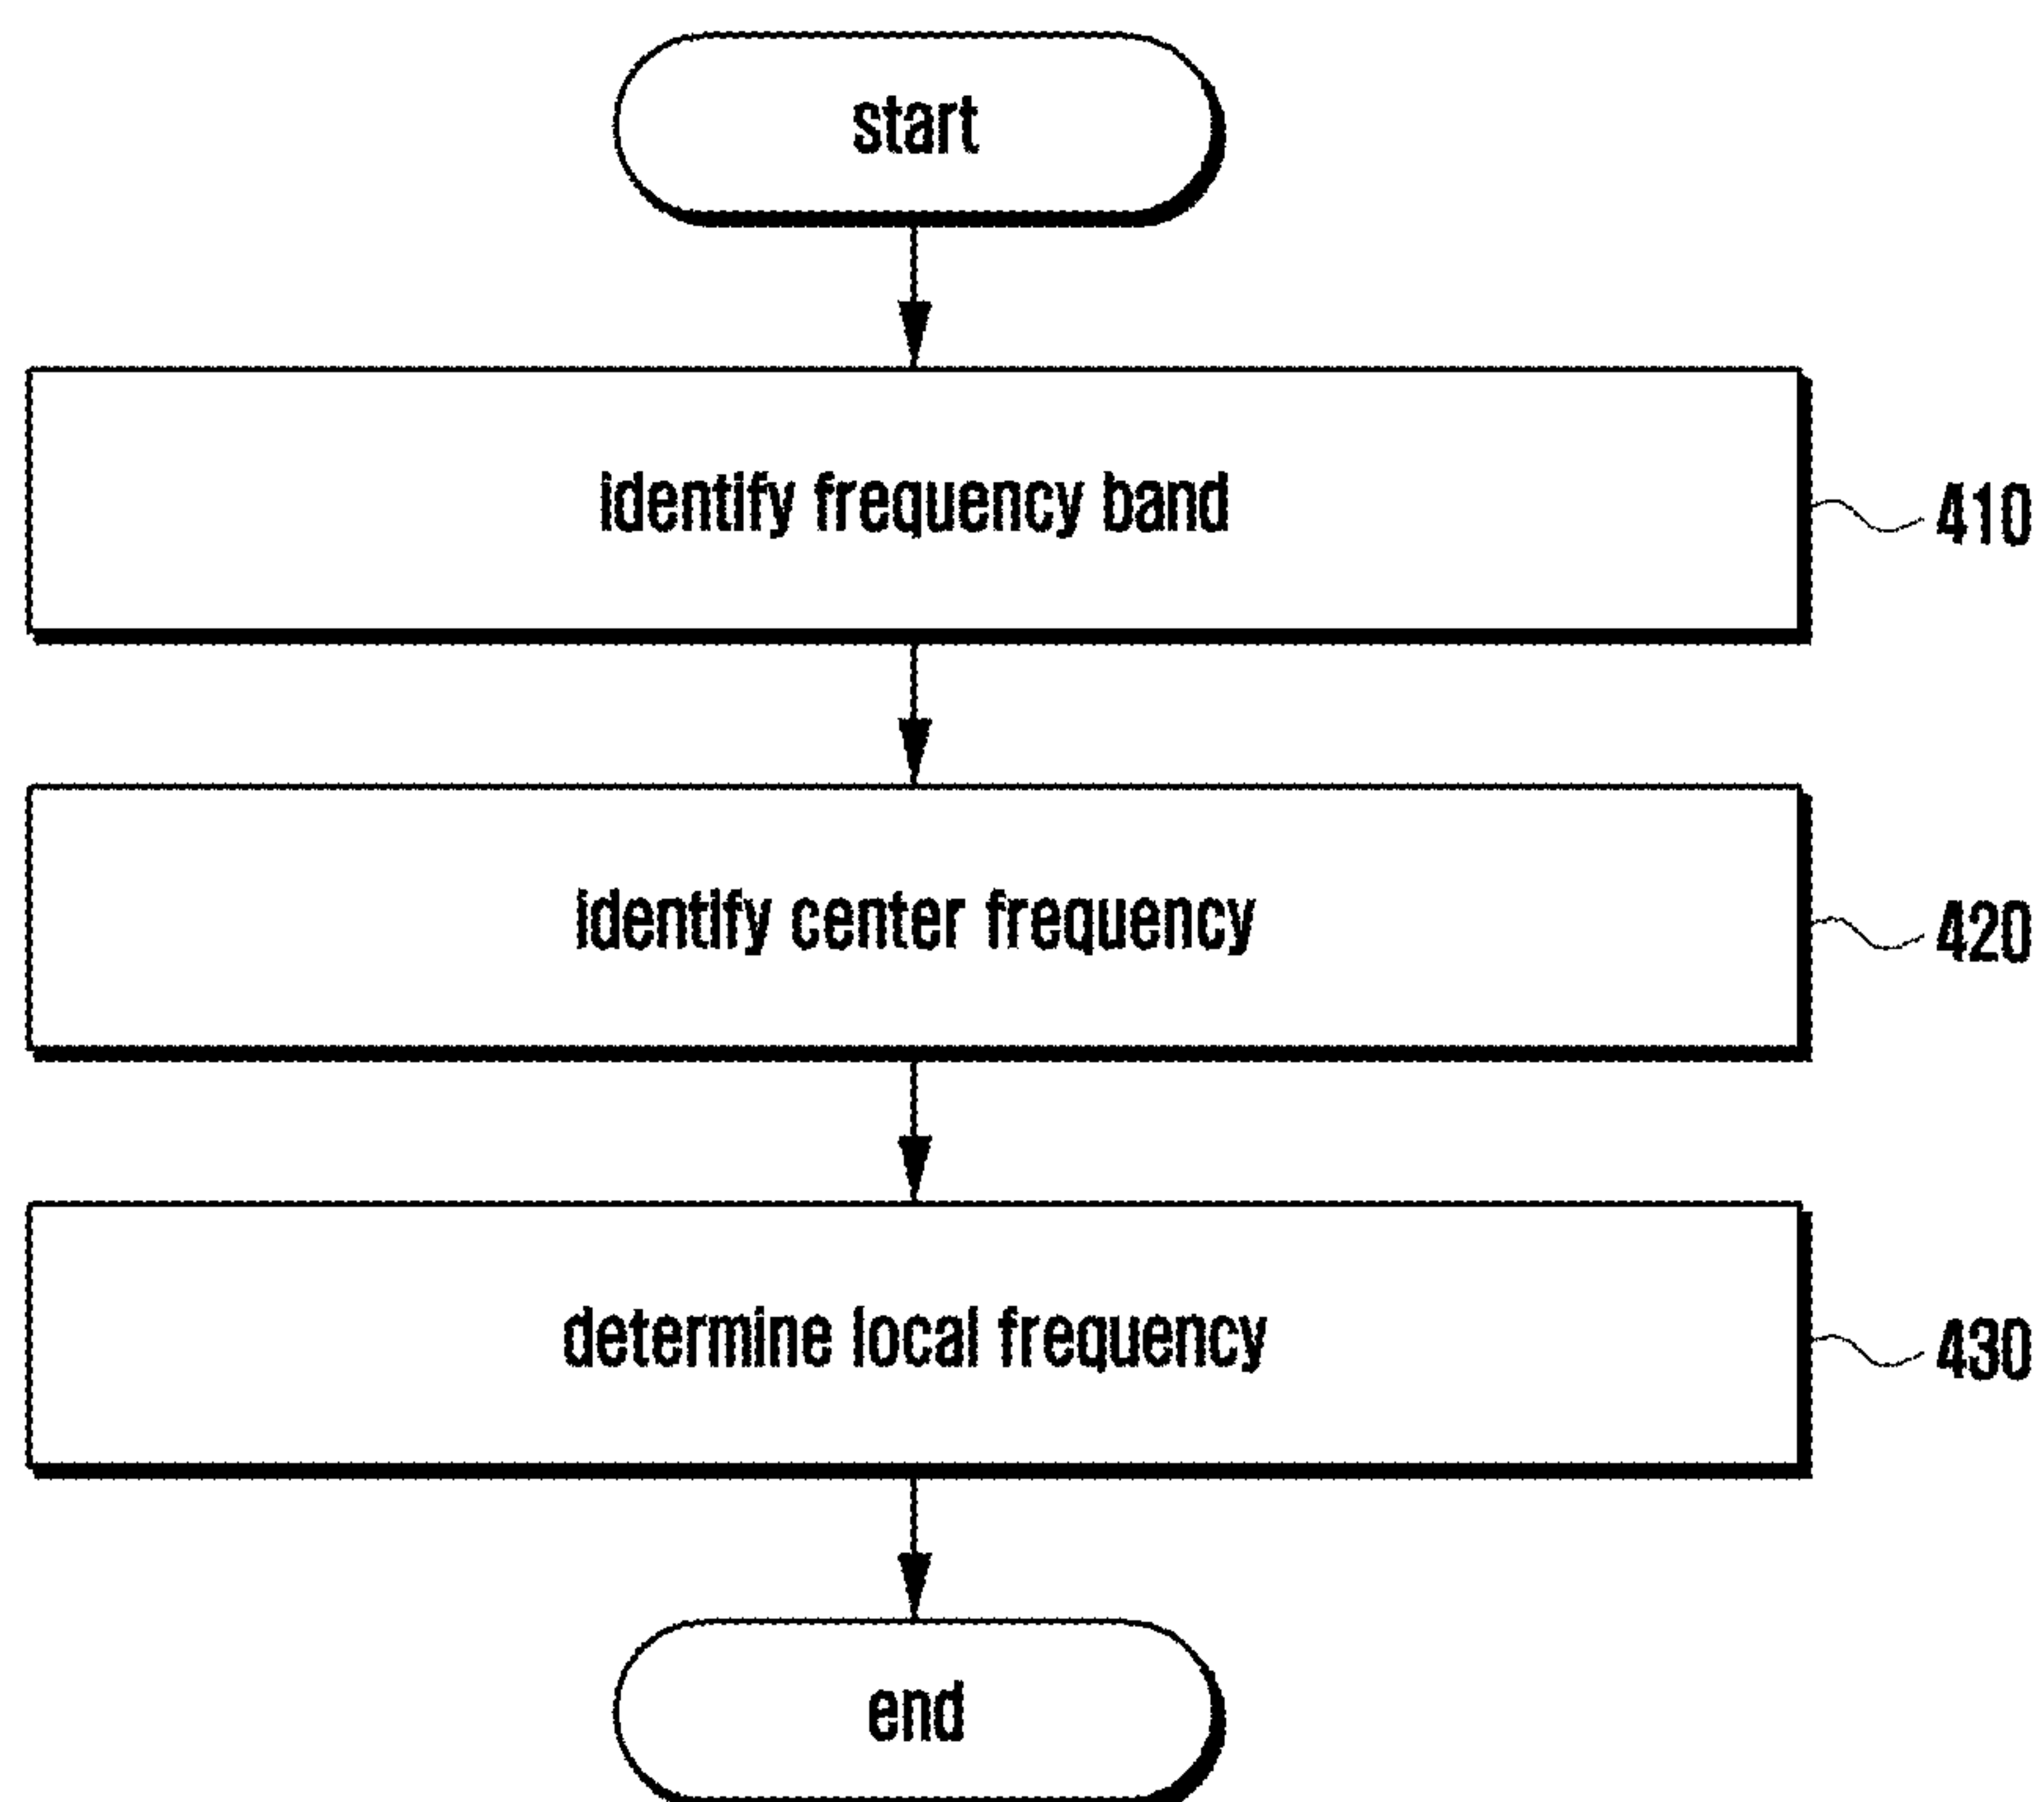 start
identify frequency band
410
identify center frequency
420
determine local frequency
430
end